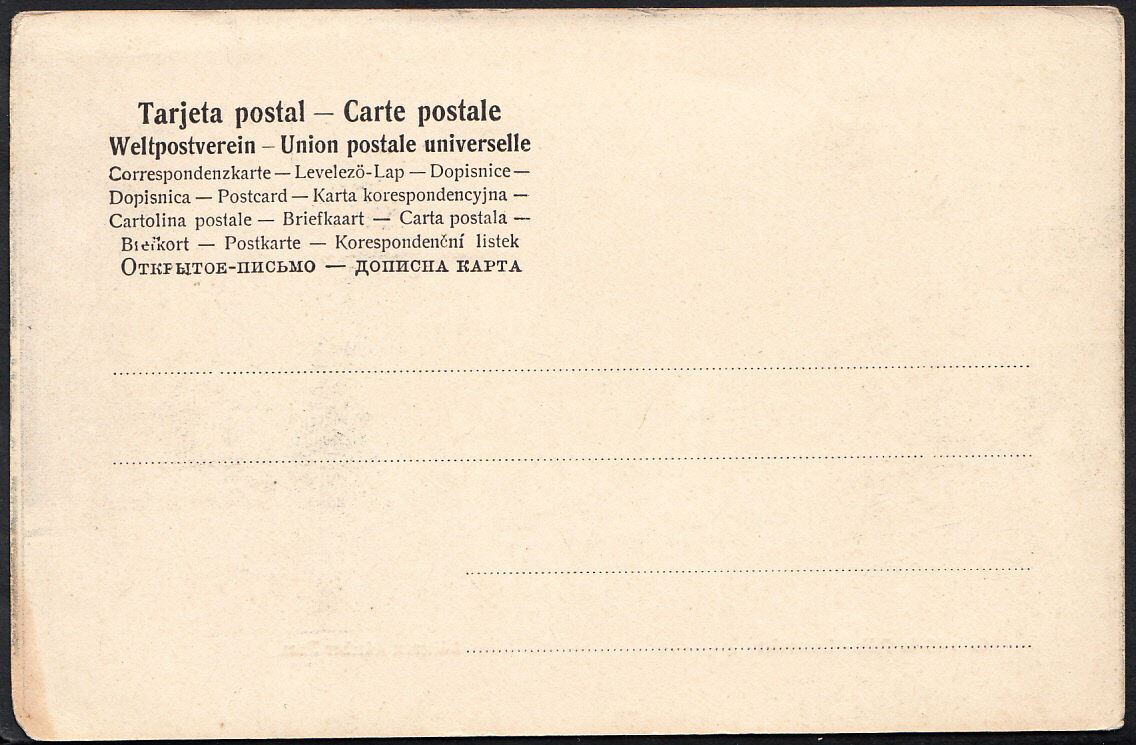 Tarjeta postal — Carte postale
Weltpostverein – Union postale universelle
Correspondenzkarte — Levelezö-Lap — Dopisnice —
Dopisnica — Postcard — Karta korespondencyjna —
Cartolina postale — Briefkaart — Carta postala —
Brefkort — Postkarte — Korespondenční listek
Открытое-письмо — дописна карта